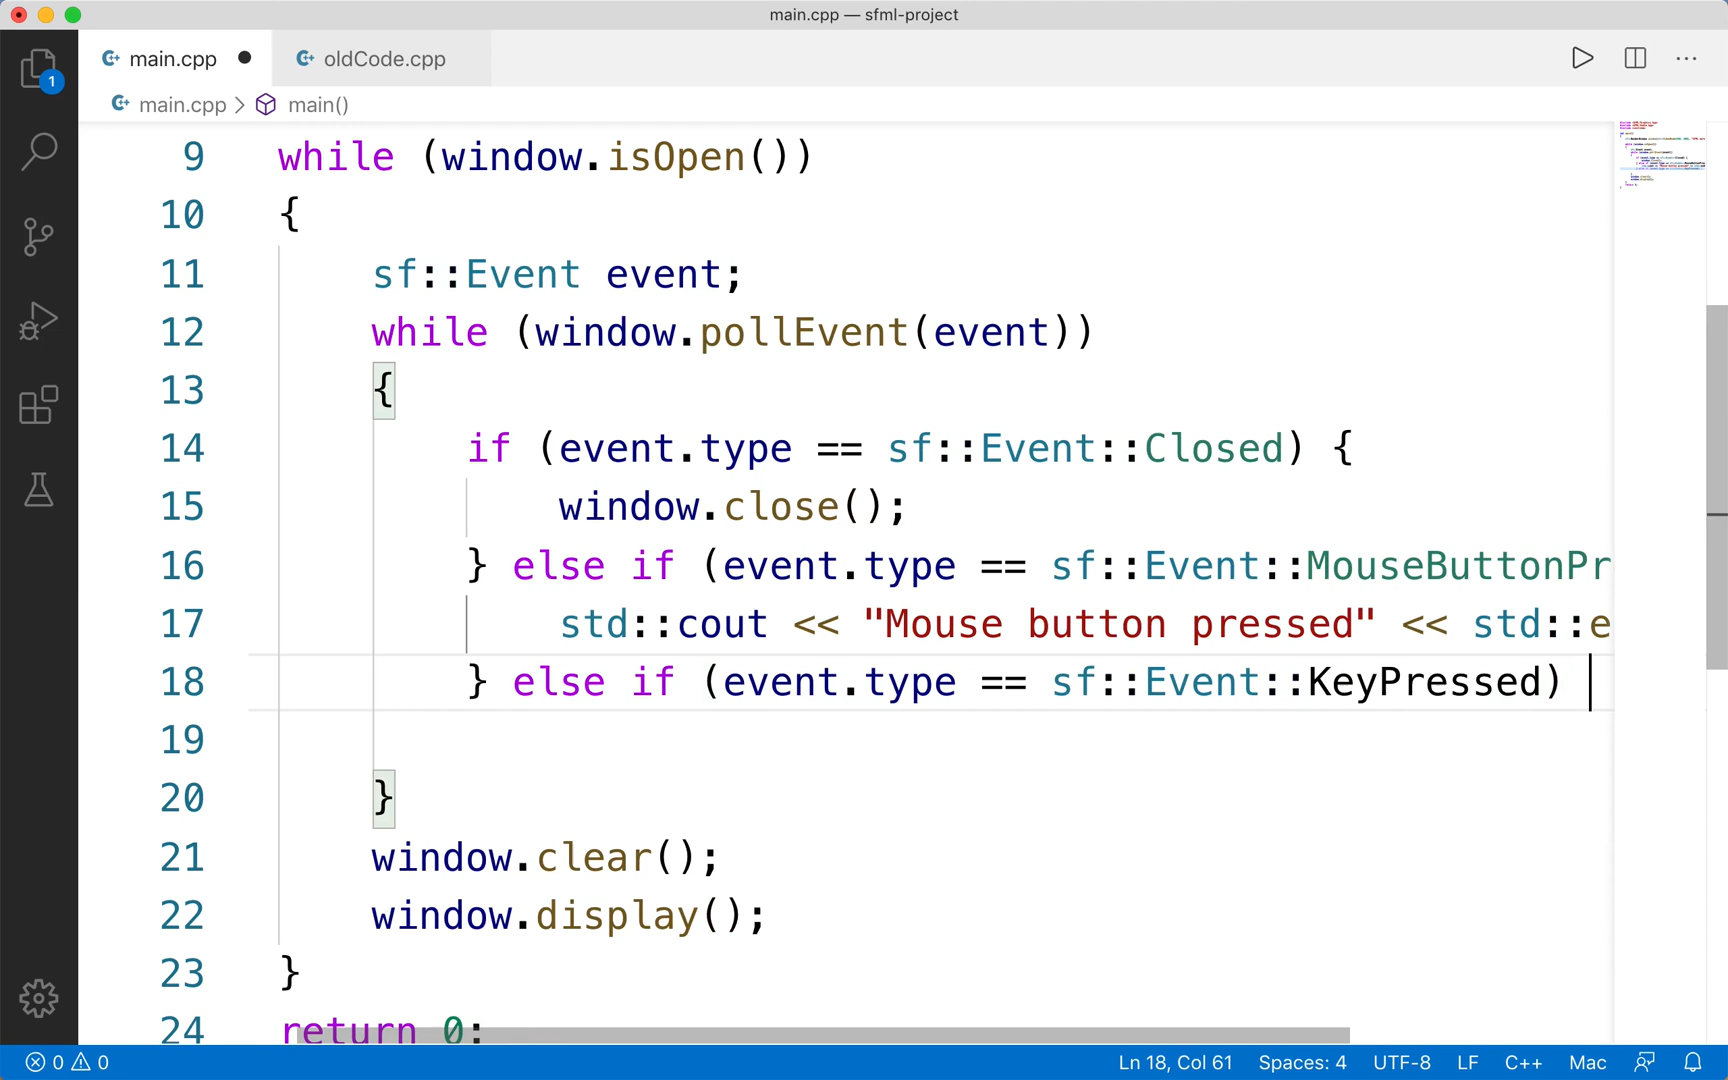 main.cpp — sfml-project
main.cpp
oldCode.cpp
1
main.cpp > main()
9 while (window.isOpen())
10 {
11 sf::Event event;
12 while (window.pollEvent(event))
13 {
14 if (event.type == sf::Event::Closed) {
15 window.close();
16 } else if (event.type == sf::Event::MouseButtonPr
17 std::cout << "Mouse button pressed" << std::e
18 } else if (event.type == sf::Event::KeyPressed)
19
20 }
21 window.clear();
22 window.display();
23 }
24 return 0;
0 0
Ln 18, Col 61 Spaces: 4 UTF-8 LF C++ Mac